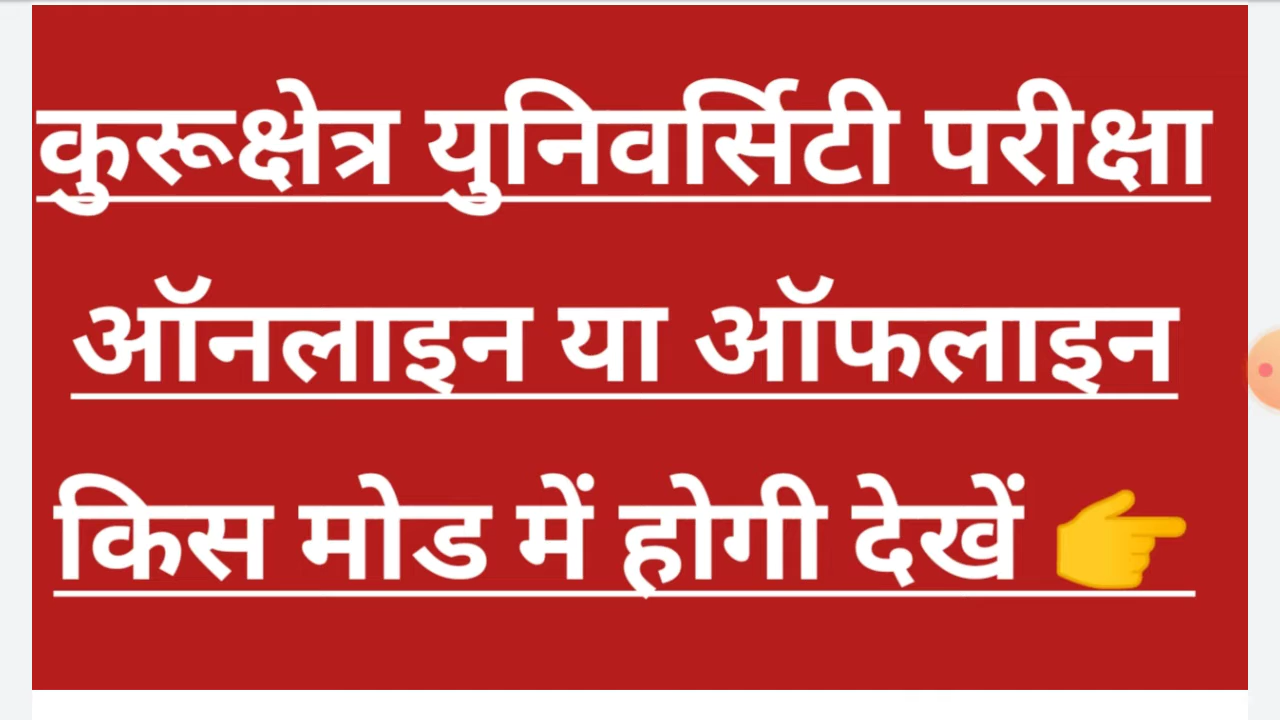 कुरूक्षेत्र युनिवर्सिटी परीक्षा
ऑनलाइन या ऑफलाइन
किस मोड में होगी देखें 👉